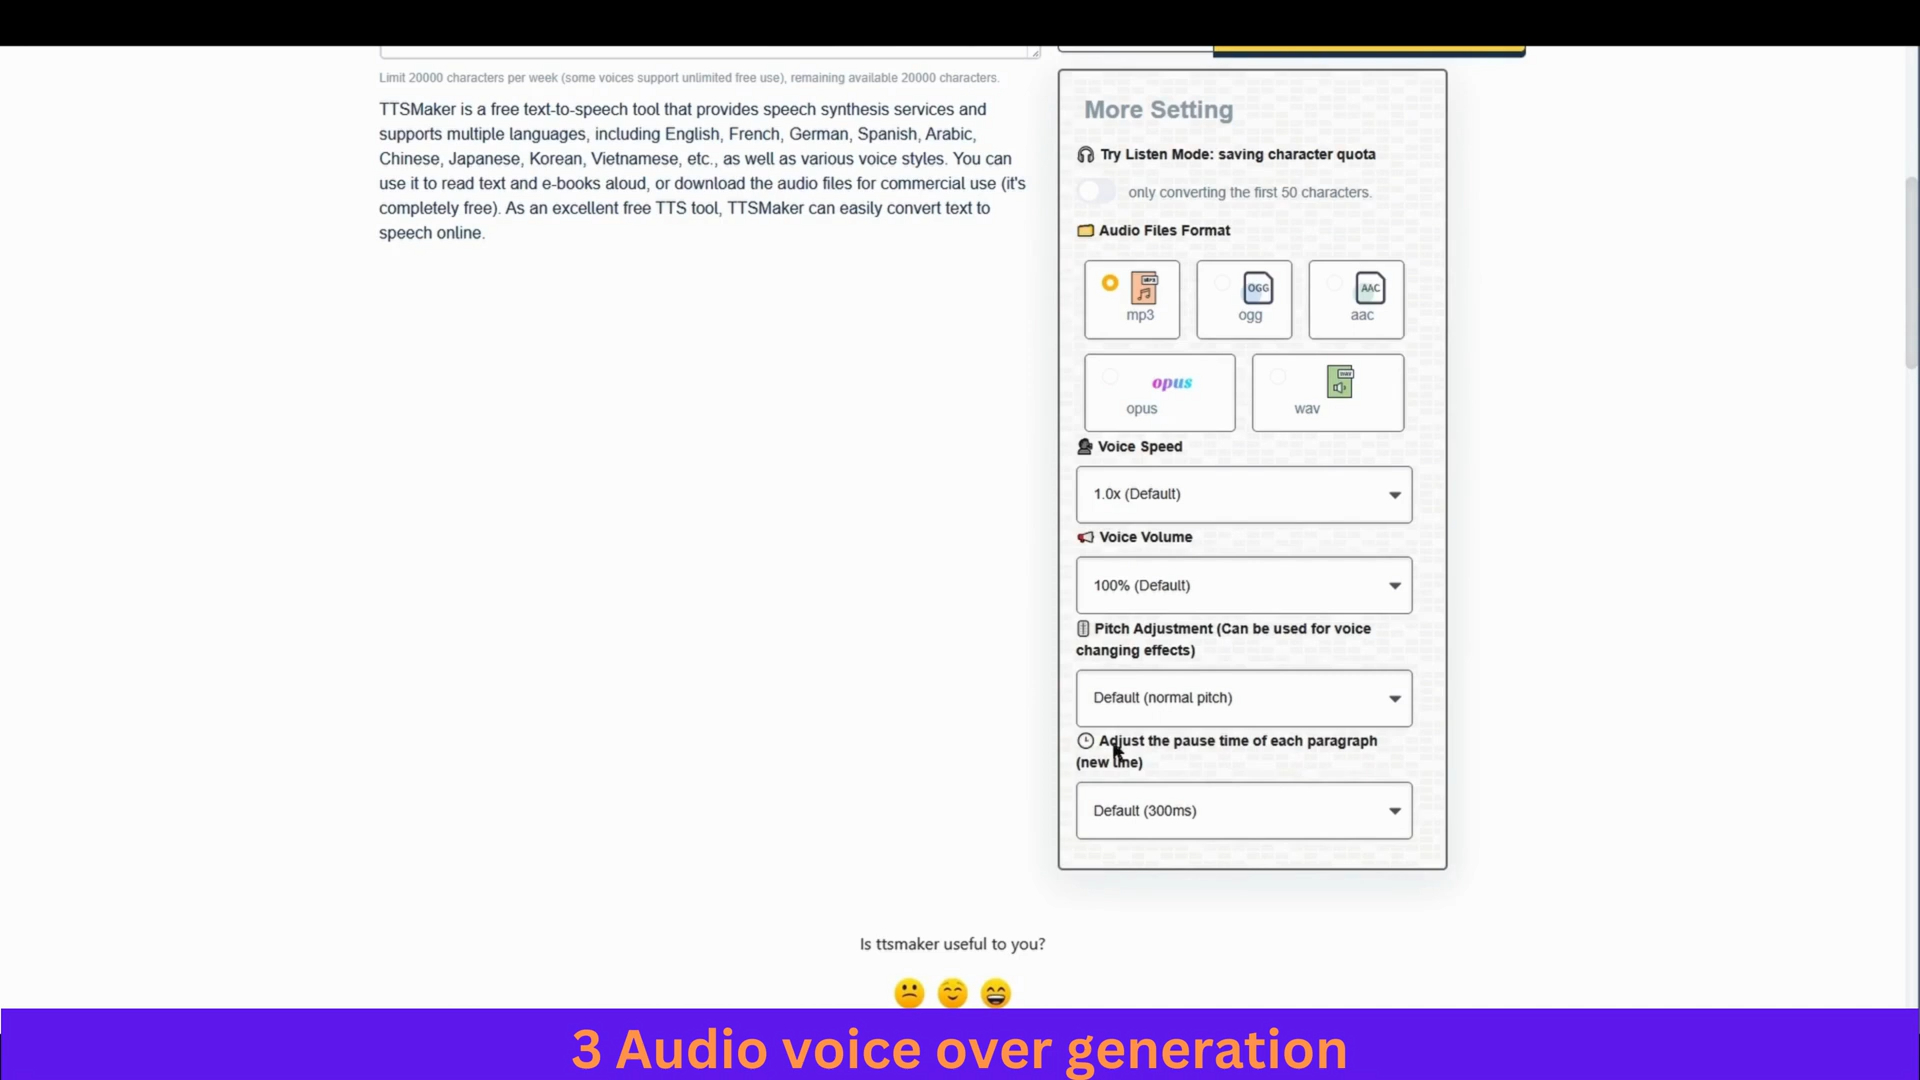 Limit 20000 characters per week (some voices support unlimited free use), remaining available 20000 characters.
TTSMaker is a free text-to-speech tool that provides speech synthesis services and
supports multiple languages, including English, French, German, Spanish, Arabic,
Chinese, Japanese, Korean, Vietnamese, etc., as well as various voice styles. You can
use it to read text and e-books aloud, or download the audio files for commercial use (it's
completely free). As an excellent free TTS tool, TTSMaker can easily convert text to
speech online.
More Setting
Try Listen Mode: saving character quota
only converting the first 50 characters.
Audio Files Format
MP3
OGG
AAC
mp3
ogg
aac
opus
WAV
opus
wav
Voice Speed
1.0x (Default)
Voice Volume
100% (Default)
Pitch Adjustment (Can be used for voice
changing effects)
Default (normal pitch)
Adjust the pause time of each paragraph
(new line)
Default (300ms)
Is ttsmaker useful to you?
3 Audio voice over generation